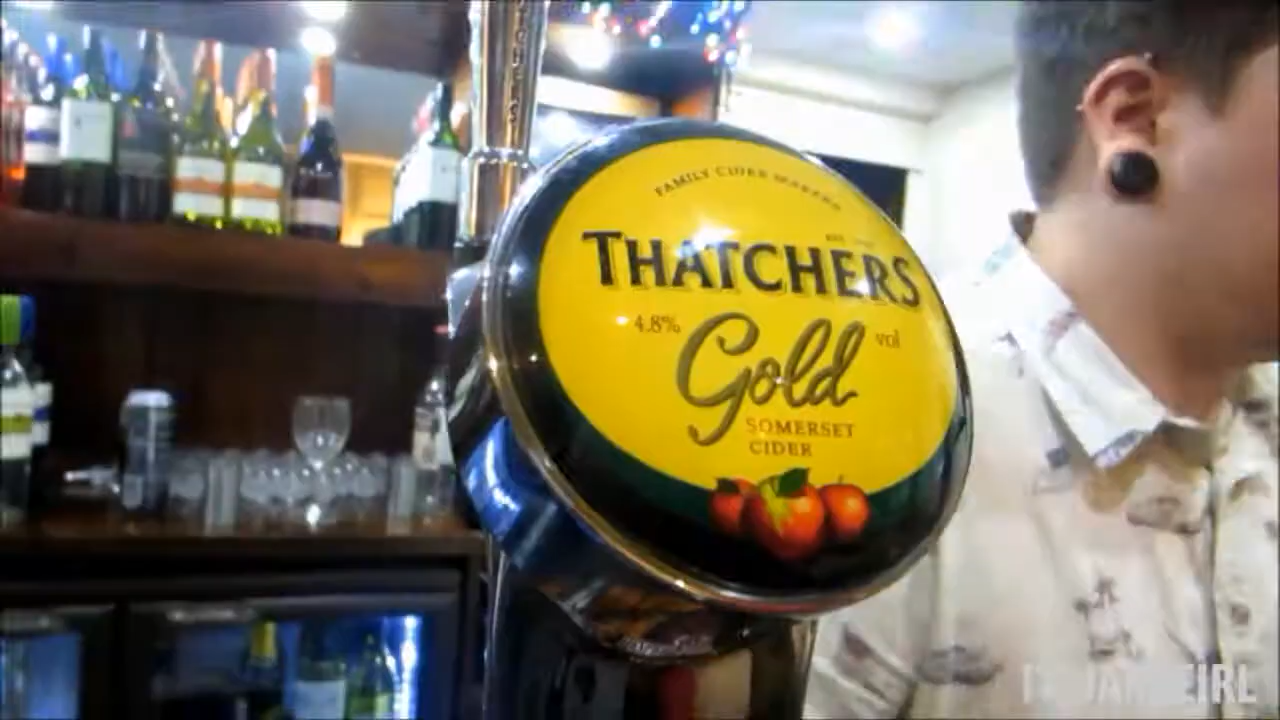 FAMILY CIDER MAKERS
THATCHERS
4.8% Gold vol
SOMERSET
CIDER